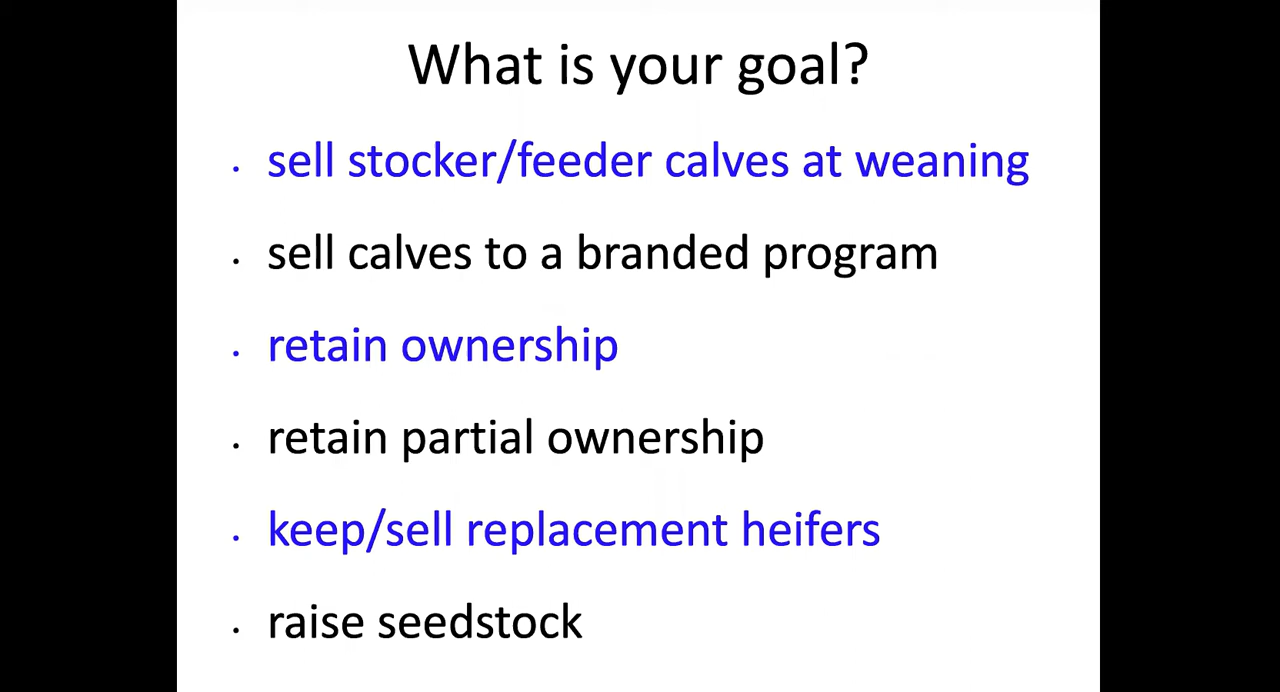 What is your goal?
• sell stocker/feeder calves at weaning
• sell calves to a branded program
• retain ownership
• retain partial ownership
• keep/sell replacement heifers
• raise seedstock